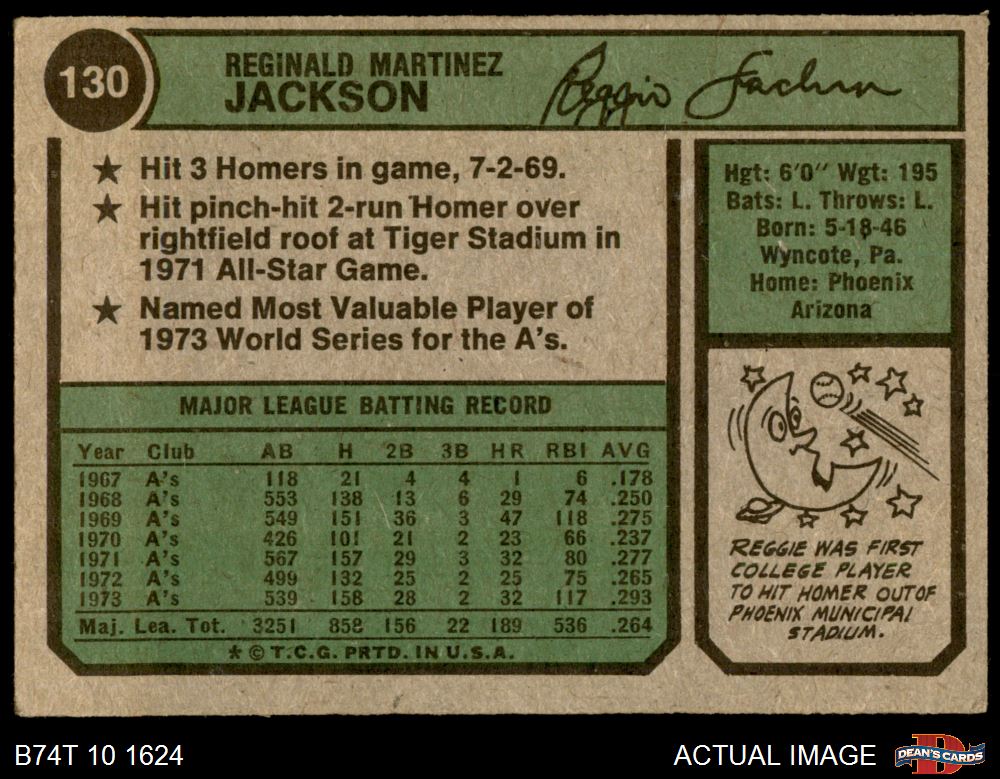 130
REGINALD MARTINEZ
JACKSON
Reggie Jackson
★ Hit 3 Homers in game, 7-2-69.
★ Hit pinch-hit 2-run Homer over
rightfield roof at Tiger Stadium in
1971 All-Star Game.
★ Named Most Valuable Player of
1973 World Series for the A's.
Hgt: 6'0" Wgt: 195
Bats: L. Throws: L.
Born: 5-18-46
Wyncote, Pa.
Home: Phoenix
Arizona
MAJOR LEAGUE BATTING RECORD
Year Club AB H 2B 3B HR RBI AVG
1967 A's 118 21 4 4 1 6 .178
1968 A's 553 138 13 6 29 74 .250
1969 A's 549 151 36 3 47 118 .275
1970 A's 426 101 21 2 23 66 .237
1971 A's 567 157 29 3 32 80 .277
1972 A's 499 132 25 2 25 75 .265
1973 A's 539 158 28 2 32 117 .293
Maj. Lea. Tot. 3251 858 156 22 189 536 .264
* © T.C.G. PRTD. IN U.S.A.
REGGIE WAS FIRST
COLLEGE PLAYER
TO HIT HOMER OUT OF
PHOENIX MUNICIPAL
STADIUM.
B74T 10 1624
ACTUAL IMAGE
DEAN'S CARDS